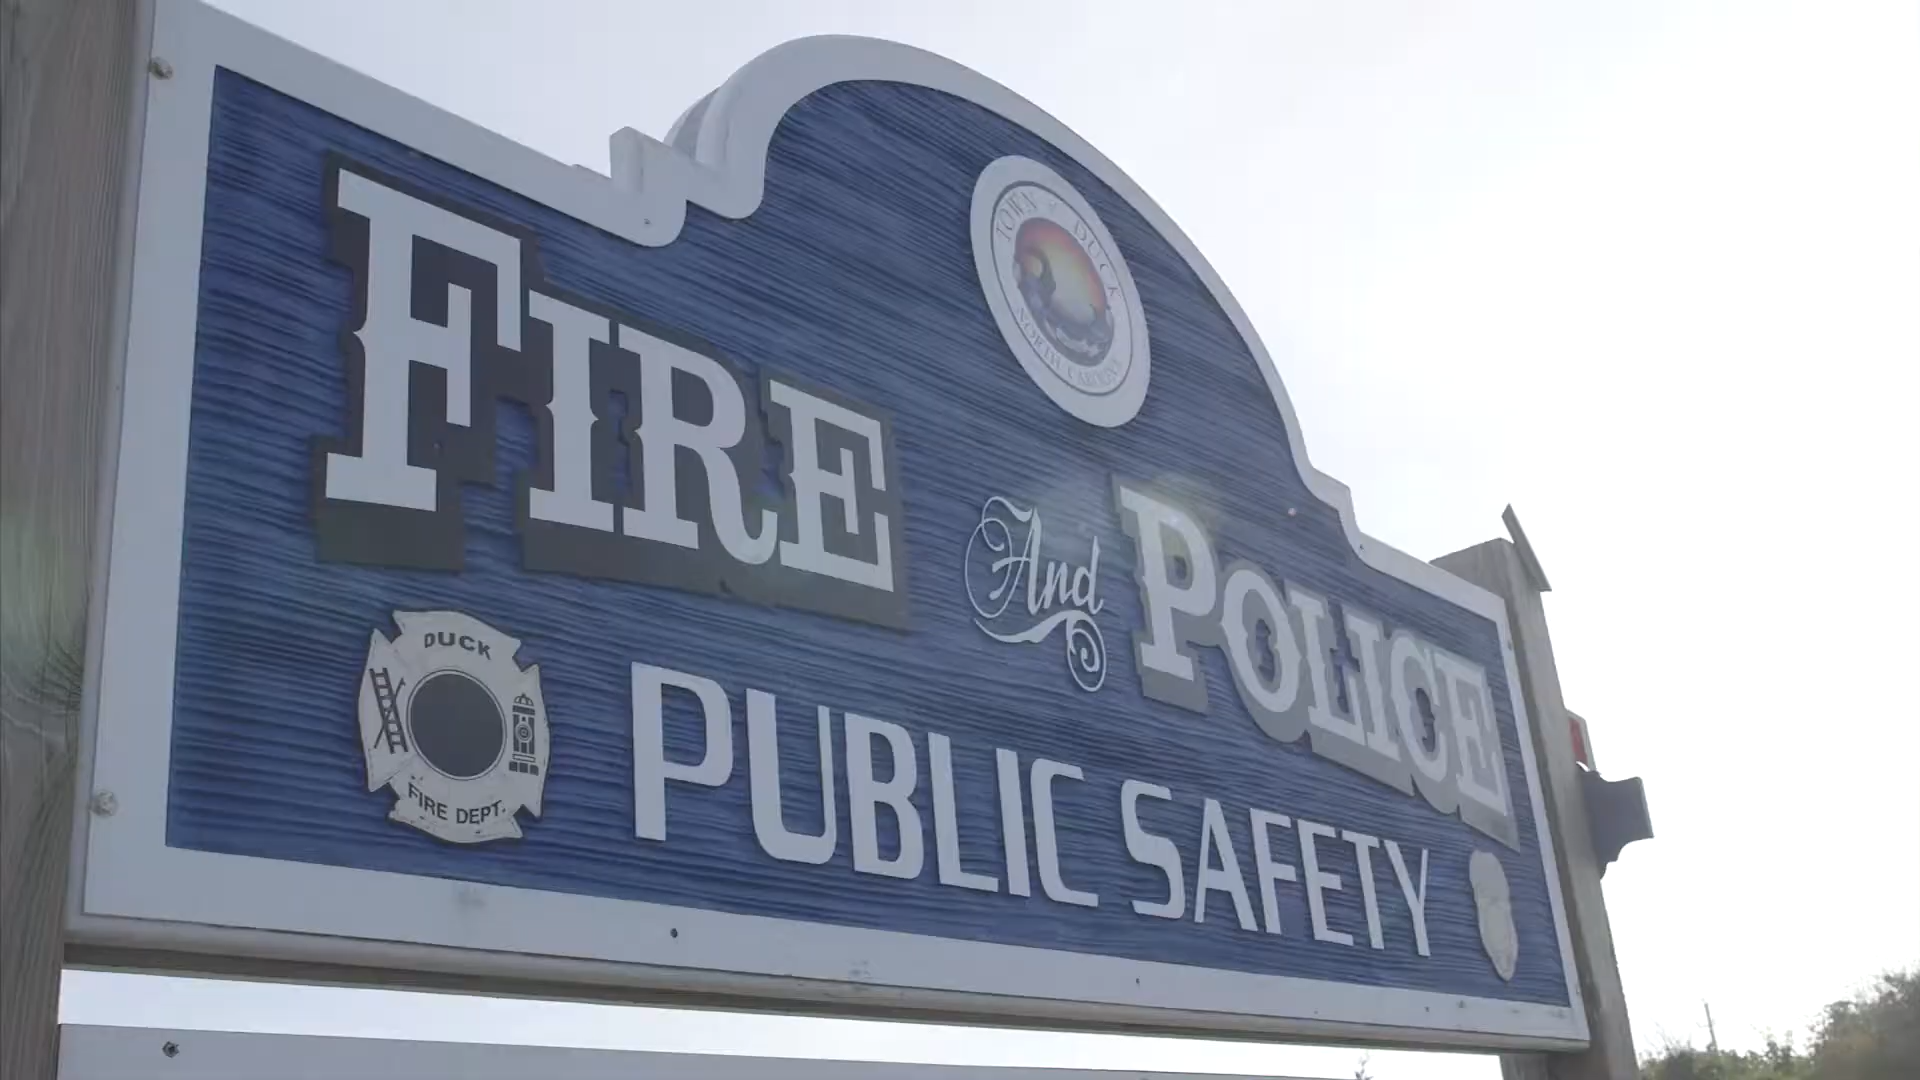 TOWN OF DUCK
NORTH CAROLINA
FIRE And POLICE
DUCK
FIRE DEPT.
PUBLIC SAFETY